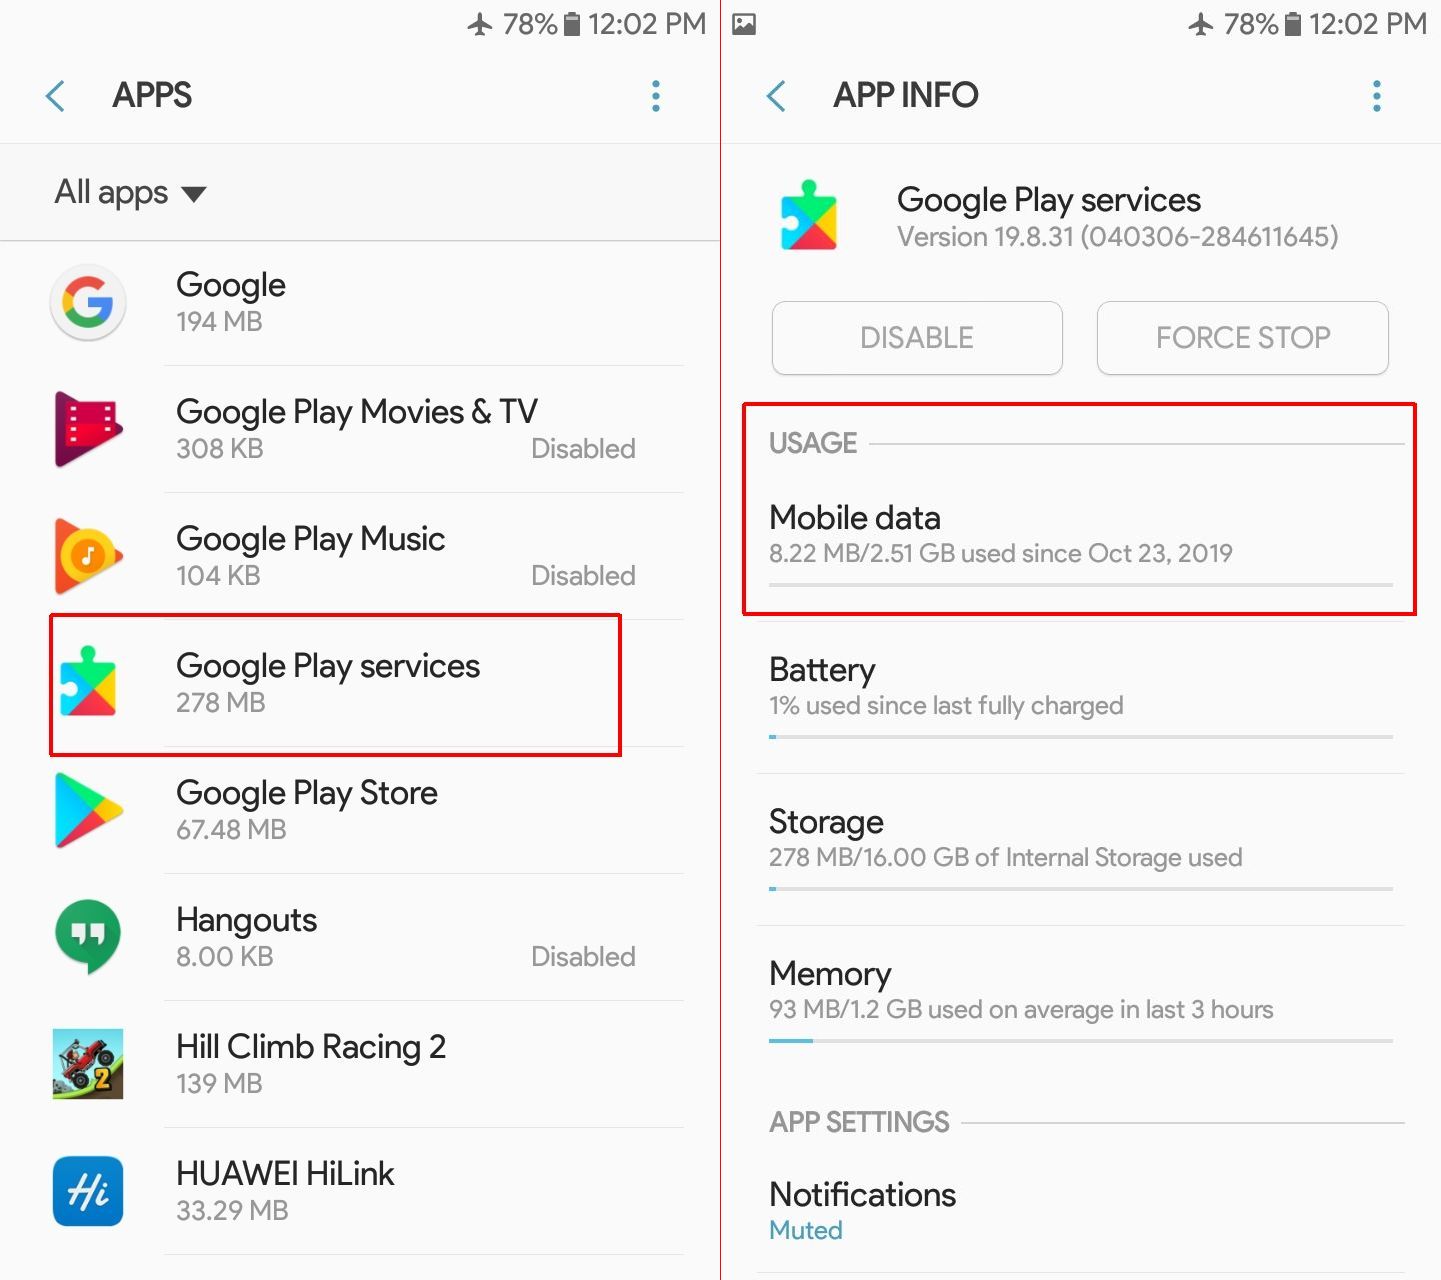 78% 12:02 PM
APPS
All apps
Google
194 MB
Google Play Movies & TV
308 KB Disabled
Google Play Music
104 KB Disabled
Google Play services
278 MB
Google Play Store
67.48 MB
Hangouts
8.00 KB Disabled
2
Hill Climb Racing 2
139 MB
Hi
HUAWEI HiLink
33.29 MB
78% 12:02 PM
APP INFO
Google Play services
Version 19.8.31 (040306-284611645)
DISABLE FORCE STOP
USAGE
Mobile data
8.22 MB/2.51 GB used since Oct 23, 2019
Battery
1% used since last fully charged
Storage
278 MB/16.00 GB of Internal Storage used
Memory
93 MB/1.2 GB used on average in last 3 hours
APP SETTINGS
Notifications
Muted